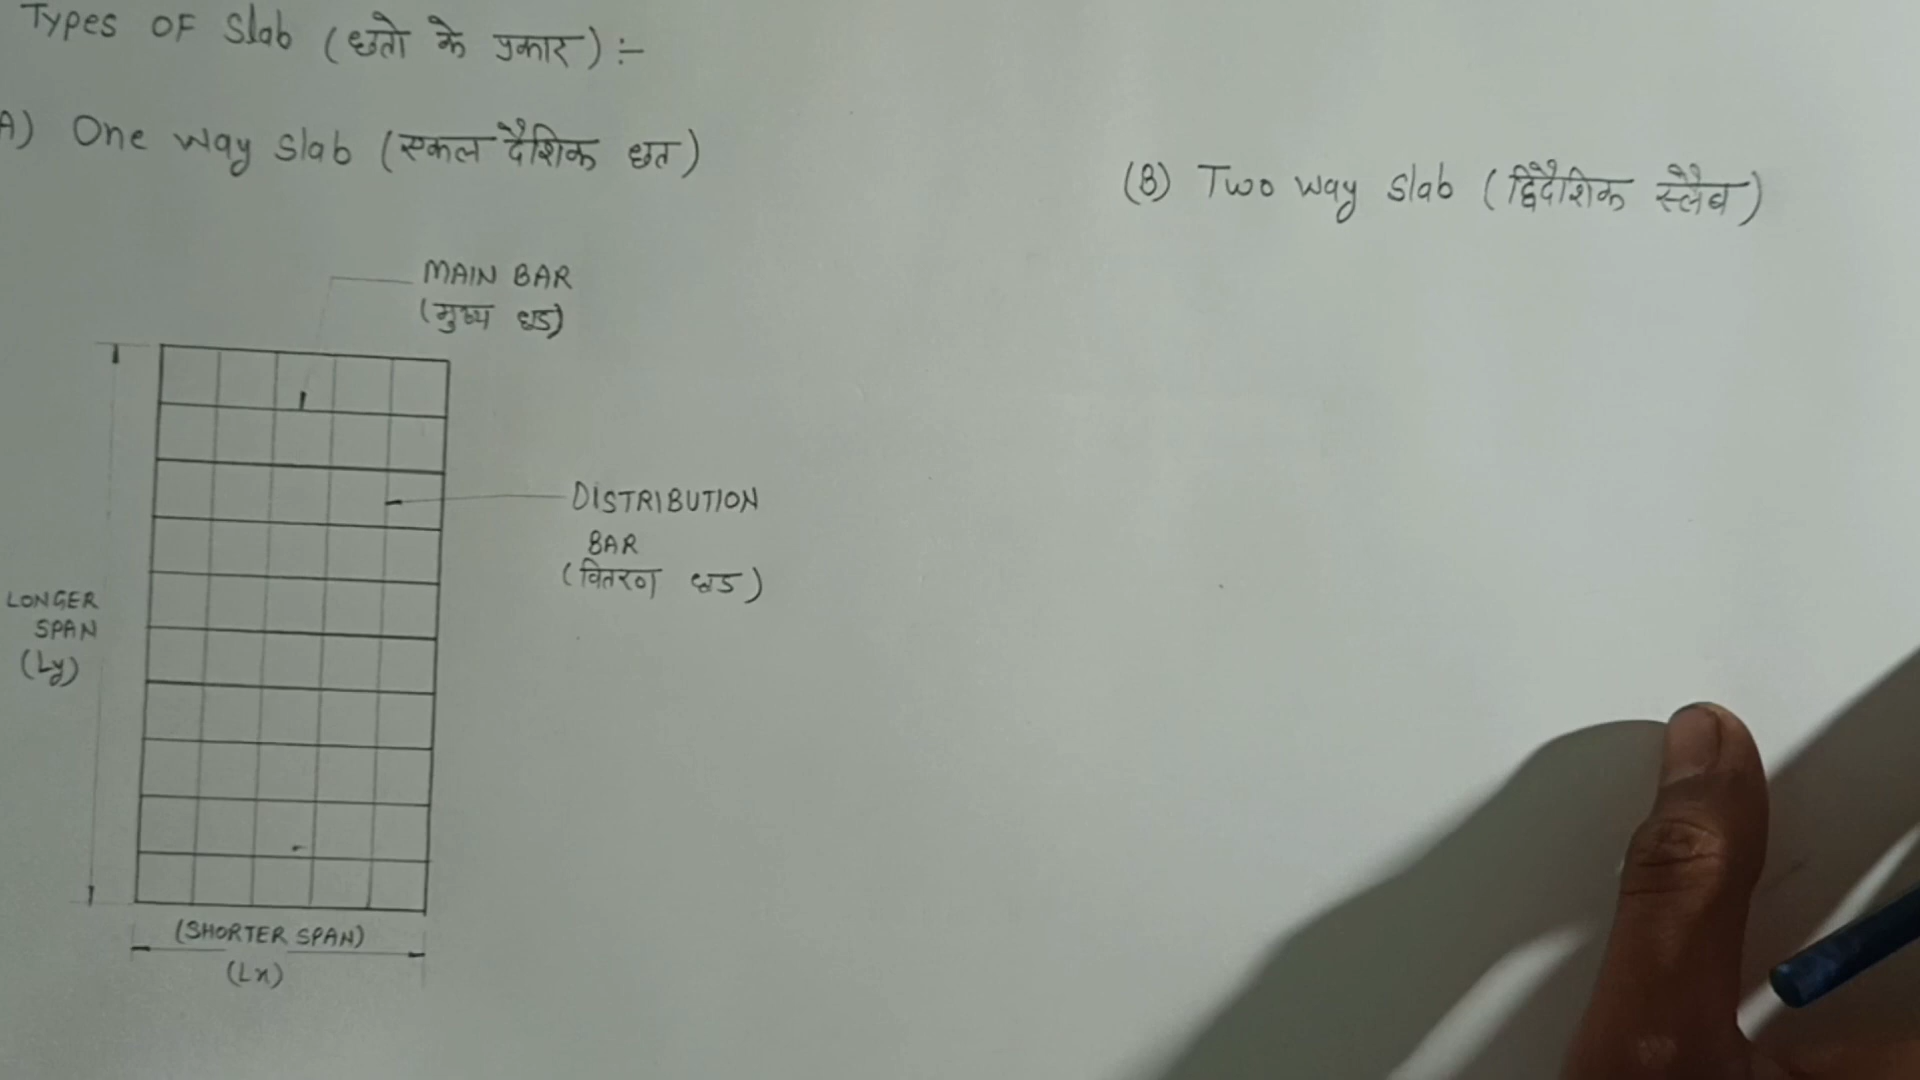 Types OF Slab (छतो के प्रकार) :-
A) One way slab (एकल दैशिक छत)
(B) Two way slab (द्विदैशिक स्लैब)
MAIN BAR
(मुख्य छड)
DISTRIBUTION
BAR
(वितरण छड)
LONGER
SPAN
(Ly)
(SHORTER SPAN)
(Lx)